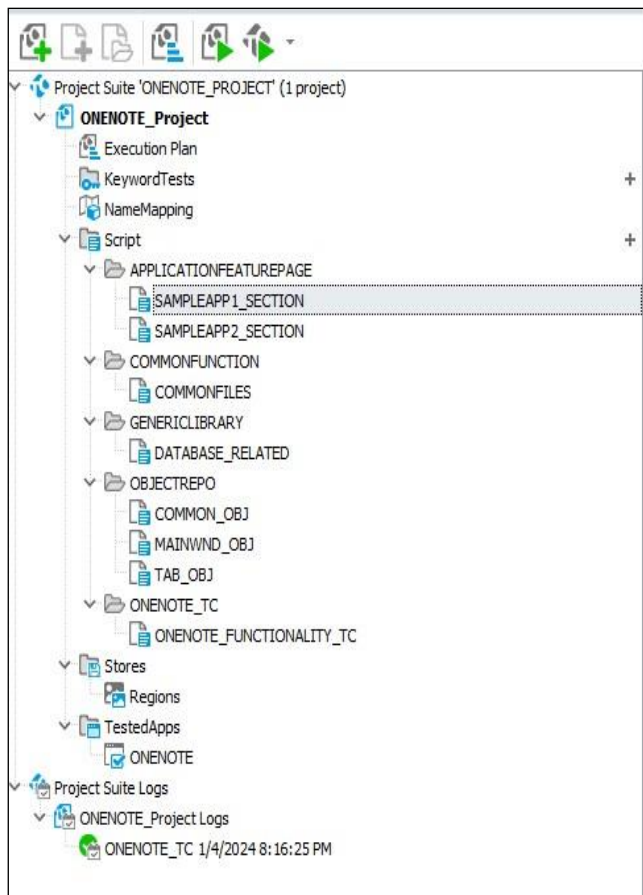 Project Suite 'ONENOTE_PROJECT' (1 project)
ONENOTE_Project
Execution Plan
KeywordTests
NameMapping
Script
APPLICATIONFEATUREPAGE
SAMPLEAPP1_SECTION
SAMPLEAPP2_SECTION
COMMONFUNCTION
COMMONFILES
GENERICLIBRARY
DATABASE_RELATED
OBJECTREPO
COMMON_OBJ
MAINWND_OBJ
TAB_OBJ
ONENOTE_TC
ONENOTE_FUNCTIONALITY_TC
Stores
Regions
TestedApps
ONENOTE
Project Suite Logs
ONENOTE_Project Logs
ONENOTE_TC 1/4/2024 8:16:25 PM